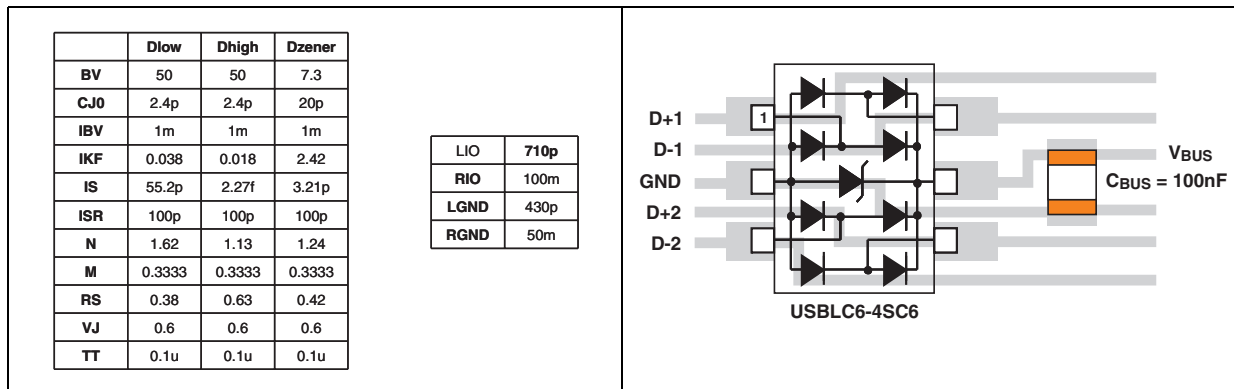 Dlow Dhigh Dzener
BV 50 50 7.3
CJ0 2.4p 2.4p 20p
IBV 1m 1m 1m
IKF 0.038 0.018 2.42
IS 55.2p 2.27f 3.21p
ISR 100p 100p 100p
N 1.62 1.13 1.24
M 0.3333 0.3333 0.3333
RS 0.38 0.63 0.42
VJ 0.6 0.6 0.6
TT 0.1u 0.1u 0.1u
LIO 710p
RIO 100m
LGND 430p
RGND 50m
D+1
1
D-1
GND
D+2
D-2
VBUS
CBUS = 100nF
USBLC6-4SC6